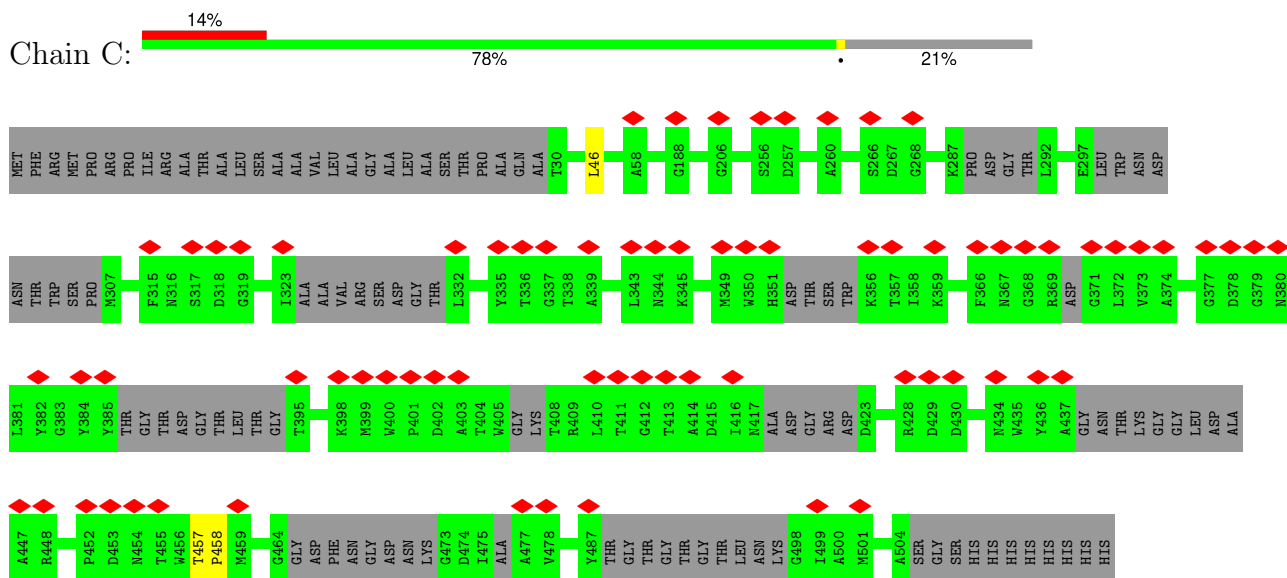 14%
Chain C:
78% • 21%
MET PHE ARG MET PRO ARG PRO ILE ARG ALA THR ALA LEU SER ALA ALA VAL LEU ALA GLY ALA LEU ALA SER THR PRO ALA GLN ALA T30 L46 A58 G188 G206 S256 D257 A260 S266 D267 G268 K287 PRO ASP GLY THR L292 E297 LEU TRP ASN ASP
ASN THR TRP SER PRO N307 F315 N316 S317 D318 G319 I323 ALA ALA VAL ARG SER ASP GLY THR L332 Y335 T336 G337 T338 A339 L343 N344 K345 M349 W350 H351 ASP THR SER TRP K356 T357 I358 K359 F366 N367 G368 R369 ASP G371 L372 V373 A374 G377 D378 G379 N380
L381 Y382 G383 Y384 Y385 THR GLY THR ASP GLY THR LEU THR GLY T395 K398 M399 W400 P401 D402 A403 T404 W405 GLY LYS T408 R409 L410 T411 G412 T413 A414 D415 I416 N417 ALA ASP GLY ARG ASP D423 R428 D429 D430 N434 W435 Y436 A437 GLY ASN THR LYS GLY GLY LEU ASP ALA
A447 R448 P452 D453 N454 T455 W456 T457 P458 M459 G464 GLY ASP PHE ASN GLY ASP ASN LYS G473 D474 I475 ALA A477 V478 Y487 THR GLY THR GLY THR GLY THR LEU ASN LYS G498 I499 A500 M501 A504 SER GLY SER HIS HIS HIS HIS HIS HIS HIS HIS